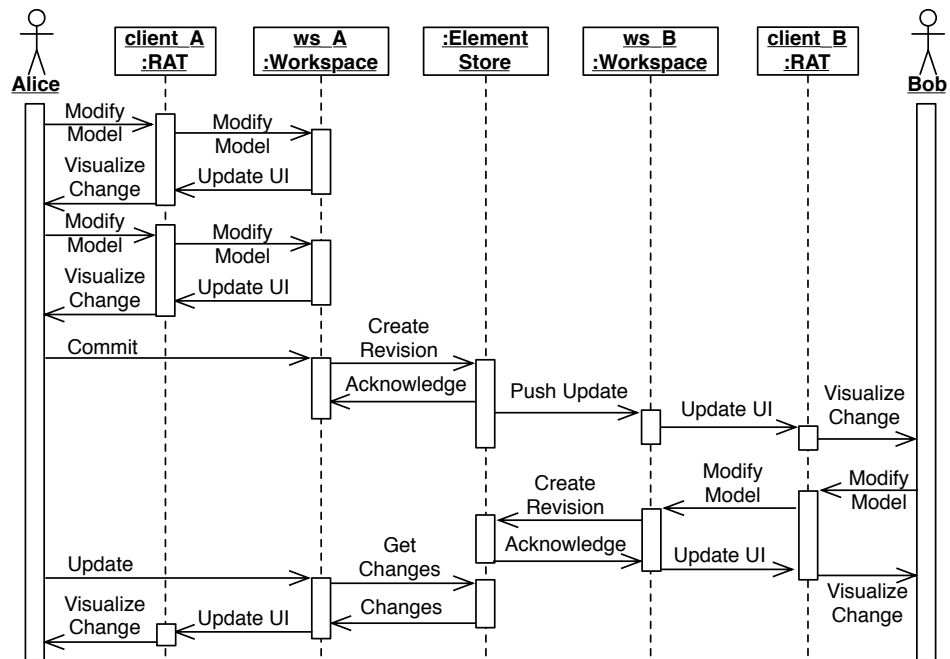 client_A
:RAT
ws_A
:Workspace
:Element
Store
ws_B
:Workspace
client_B
:RAT
Alice
Bob
Modify
Model
Modify
Model
Visualize
Change
Update UI
Modify
Model
Modify
Model
Visualize
Change
Update UI
Commit
Create
Revision
Acknowledge
Push Update
Update UI
Visualize
Change
Modify
Model
Modify
Model
Create
Revision
Acknowledge
Update UI
Visualize
Change
Update
Get
Changes
Changes
Update UI
Visualize
Change